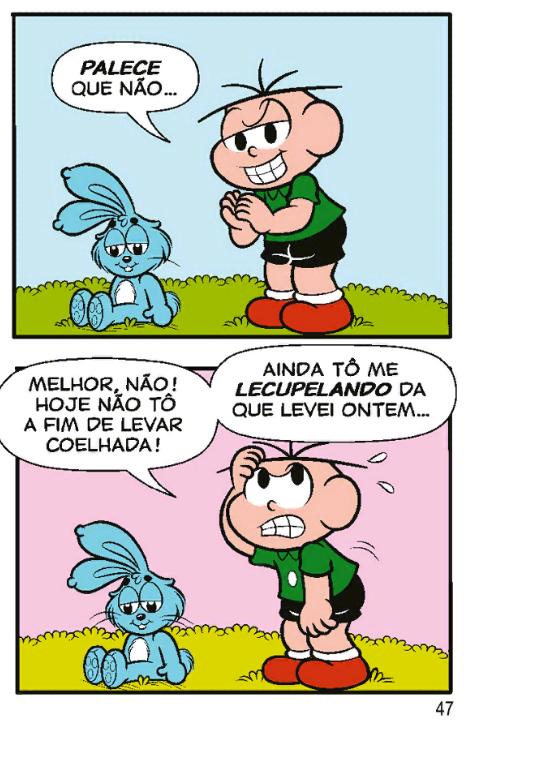 PALECE
QUE NÃO...
MELHOR, NÃO!
HOJE NÃO TÔ
A FIM DE LEVAR
COELHADA!
AINDA TÔ ME
LECUPELANDO DA
QUE LEVEI ONTEM...
47